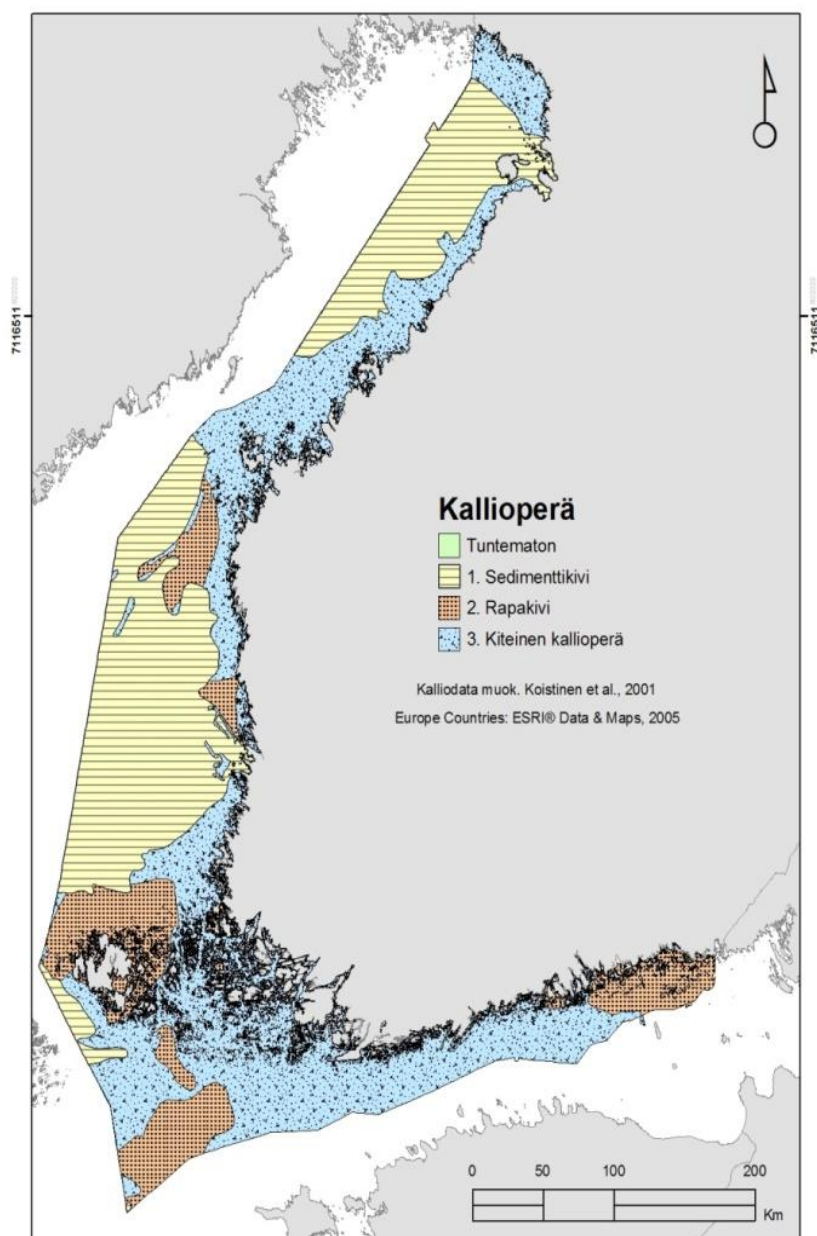 7116511
7116511
Kallioperä
Tuntematon
1. Sedimenttikivi
2. Rapakivi
3. Kiteinen kallioperä
Kalliodata muok. Koistinen et al., 2001
Europe Countries: ESRI® Data & Maps, 2005
0 50 100 200
Km